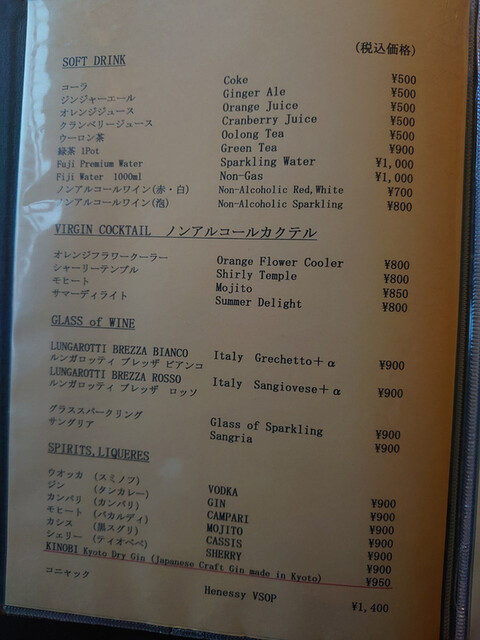 (税込価格)
SOFT DRINK
コーラ Coke ¥500
ジンジャーエール Ginger Ale ¥500
オレンジジュース Orange Juice ¥500
クランベリージュース Cranberry Juice ¥500
ウーロン茶 Oolong Tea ¥500
緑茶 1Pot Green Tea ¥900
Fuji Premium Water Sparkling Water ¥1,000
Fiji Water 1000ml Non-Gas ¥1,000
ノンアルコールワイン(赤・白) Non-Alcoholic Red,White ¥700
ノンアルコールワイン(泡) Non-Alcoholic Sparkling ¥800
VIRGIN COCKTAIL ノンアルコールカクテル
オレンジフラワークーラー Orange Flower Cooler ¥800
シャーリーテンプル Shirly Temple ¥800
モヒート Mojito ¥850
サマーディライト Summer Delight ¥800
GLASS of WINE
LUNGAROTTI BREZZA BIANCO Italy Grechetto+α ¥900
ルンガロッティ ブレッザ ビアンコ
LUNGAROTTI BREZZA ROSSO Italy Sangiovese+α ¥900
ルンガロッティ ブレッザ ロッソ
グラススパークリング Glass of Sparkling ¥900
サングリア Sangria ¥900
SPIRITS,LIQUERES
ウオッカ (スミノフ) VODKA ¥900
ジン (タンカレー) GIN ¥900
カンパリ (カンパリ) CAMPARI ¥900
モヒート (バカルディ) MOJITO ¥900
カシス (黒スグリ) CASSIS ¥900
シェリー (ティオペペ) SHERRY ¥900
KINOBI Kyoto Dry Gin (Japanese Craft Gin made in Kyoto) ¥950
コニャック Henessy VSOP ¥1,400